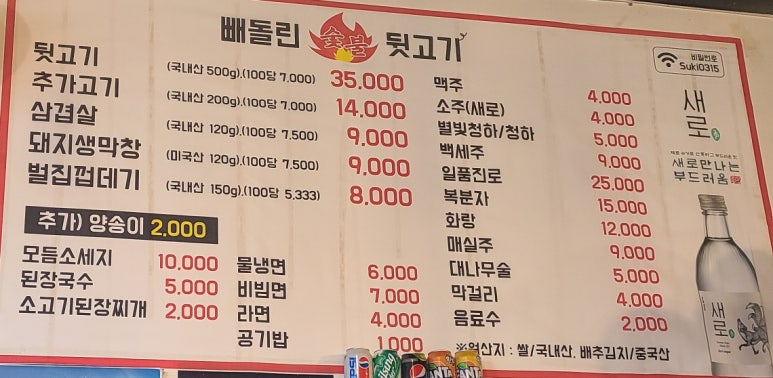 빼돌린 숯불 뒷고기
뒷고기 (국내산 500g).(100당 7,000) 35.000
추가고기 (국내산 200g).(100당 7,000) 14.000
삼겹살 (국내산 120g).(100당 7,500) 9.000
돼지생막창 (미국산 120g).(100당 7,500) 9.000
벌집껍데기 (국내산 150g).(100당 5,333) 8.000
추가) 양송이 2.000
모듬소세지 10.000
된장국수 5.000
소고기된장찌개 2.000
물냉면 6.000
비빔면 7.000
라면 4.000
공기밥 1.000
맥주 4.000
소주(새로) 4.000
별빛청하/청하 5.000
백세주 9.000
일품진로 25.000
복분자 15.000
화랑 12.000
매실주 9.000
대나무술 5.000
막걸리 4.000
음료수 2.000
※원산지 : 쌀/국내산, 배추김치/중국산
비밀번호
Suki0315
새로
새로만나는
부드러움
새로